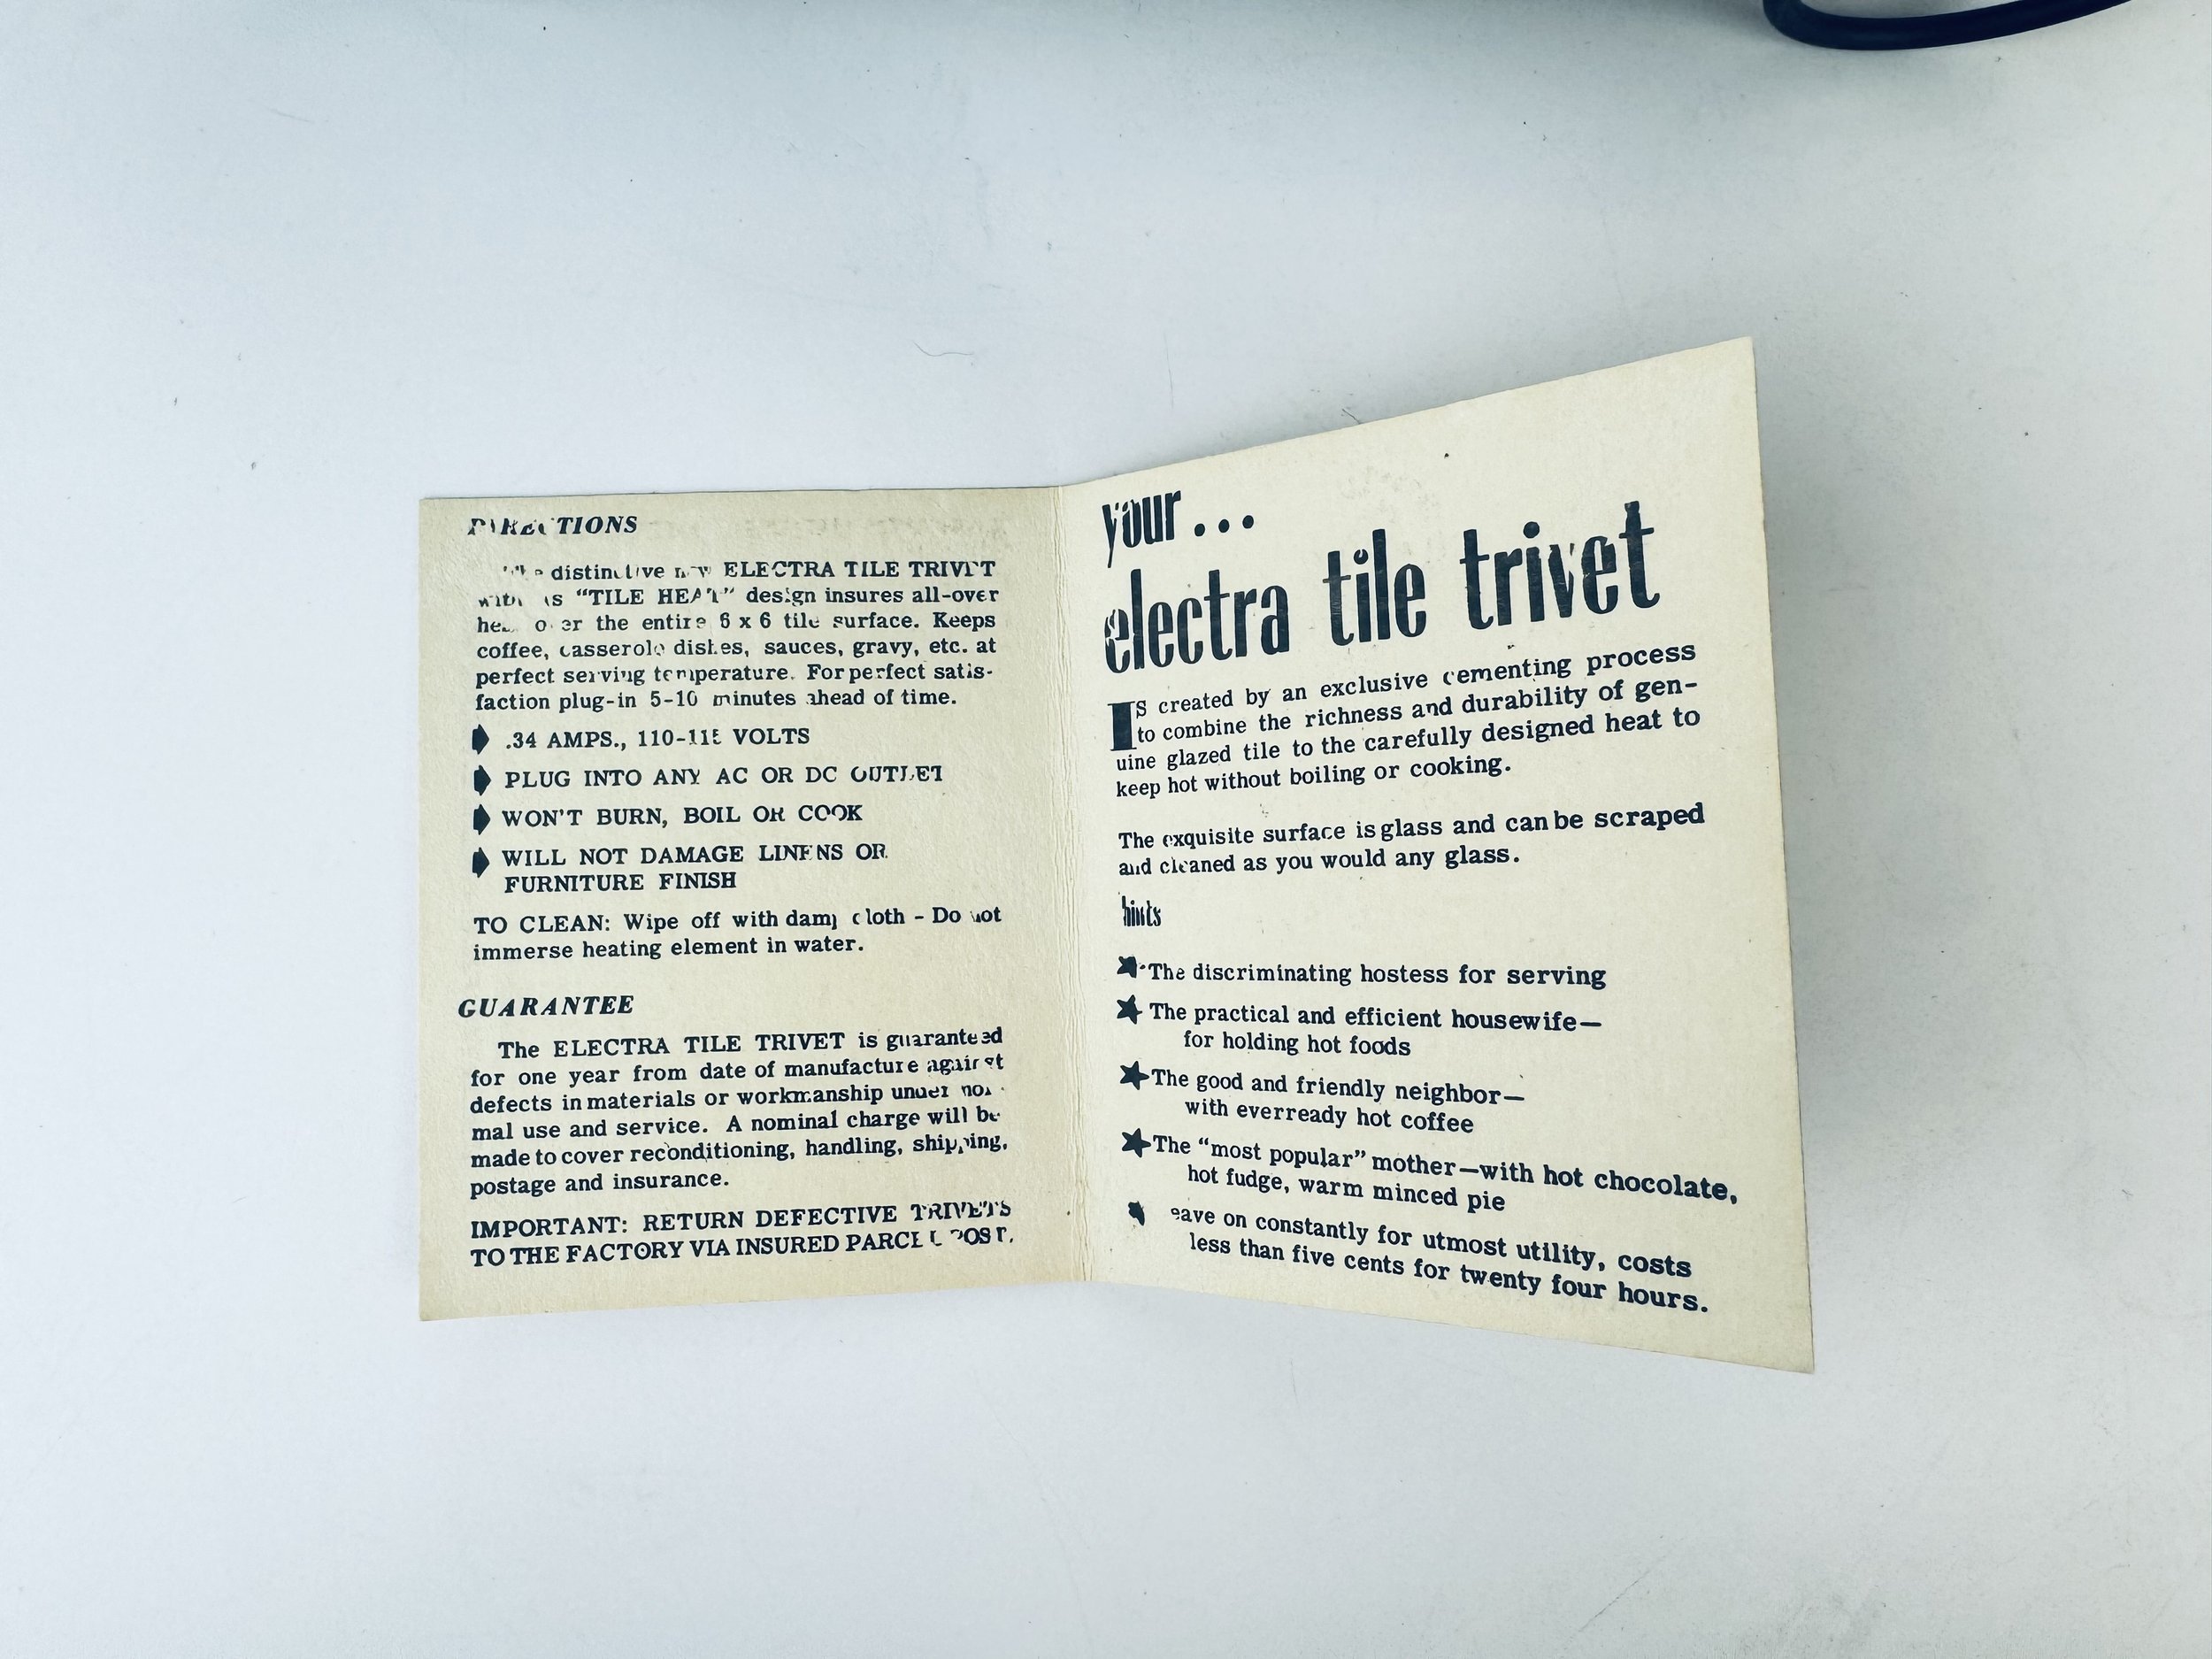 DIRECTIONS
The distinctive new ELECTRA TILE TRIVET
with its "TILE HEAT" design insures all-over
heat over the entire 6 x 6 tile surface. Keeps
coffee, casserole dishes, sauces, gravy, etc. at
perfect serving temperature. For perfect satis-
faction plug-in 5-10 minutes ahead of time.
.34 AMPS., 110-115 VOLTS
PLUG INTO ANY AC OR DC OUTLET
WON'T BURN, BOIL OR COOK
WILL NOT DAMAGE LINENS OR
FURNITURE FINISH
TO CLEAN: Wipe off with damp cloth - Do not
immerse heating element in water.
GUARANTEE
The ELECTRA TILE TRIVET is guaranteed
for one year from date of manufacture against
defects in materials or workmanship under nor-
mal use and service. A nominal charge will be
made to cover reconditioning, handling, shipping,
postage and insurance.
IMPORTANT: RETURN DEFECTIVE TRIVETS
TO THE FACTORY VIA INSURED PARCEL POST.
your...
electra tile trivet
IS created by an exclusive cementing process
to combine the richness and durability of gen-
uine glazed tile to the carefully designed heat to
keep hot without boiling or cooking.
The exquisite surface is glass and can be scraped
and cleaned as you would any glass.
hints
The discriminating hostess for serving
The practical and efficient housewife—
for holding hot foods
The good and friendly neighbor—
with everready hot coffee
The "most popular" mother—with hot chocolate,
hot fudge, warm minced pie
Leave on constantly for utmost utility, costs
less than five cents for twenty four hours.